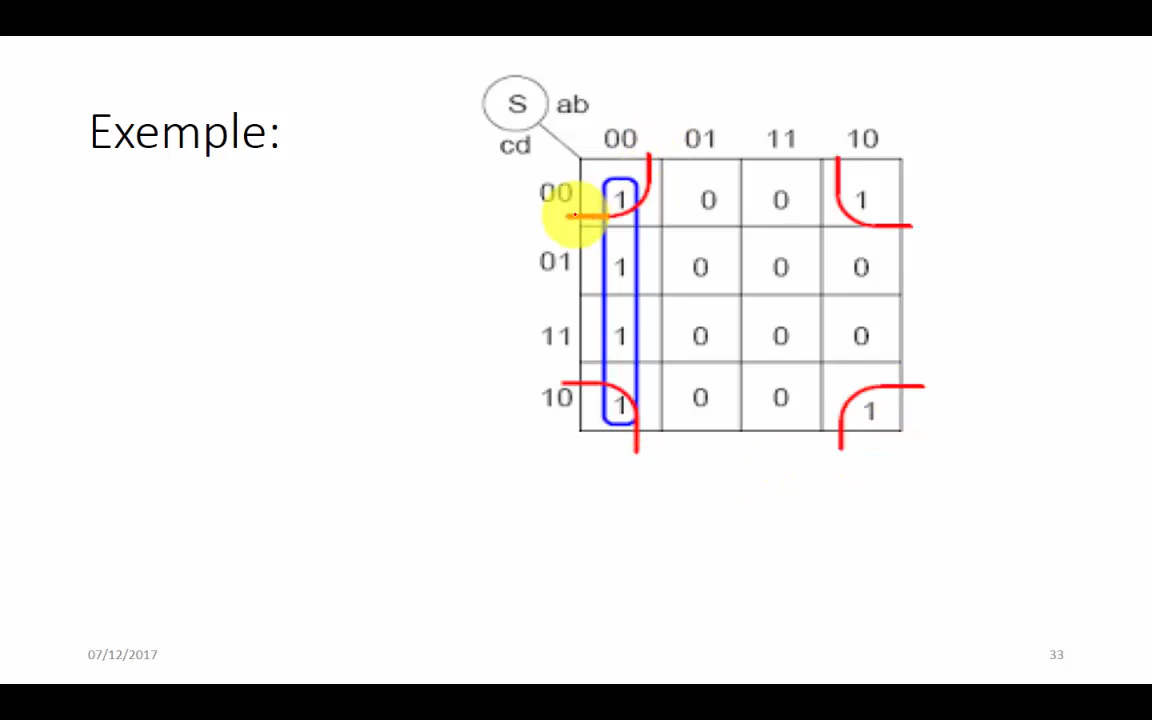 Exemple:
S ab
cd
00 01 11 10
00 1 0 0 1
01 1 0 0 0
11 1 0 0 0
10 1 0 0 1
07/12/2017
33